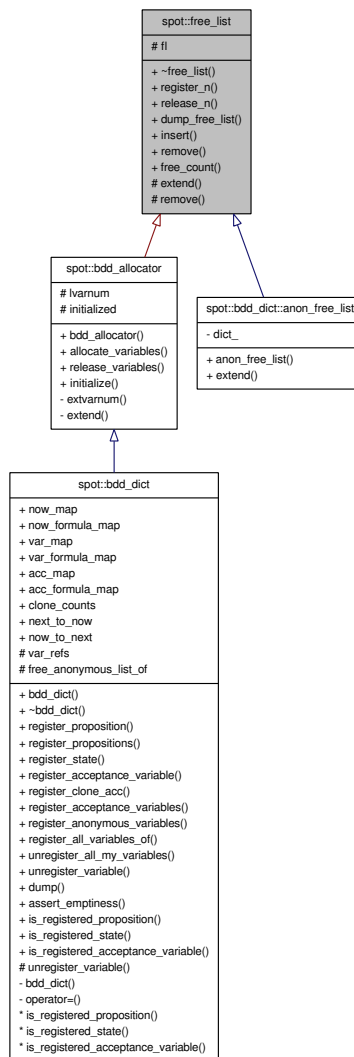 spot::free_list
# fl
+ ~free_list()
+ register_n()
+ release_n()
+ dump_free_list()
+ insert()
+ remove()
+ free_count()
# extend()
# remove()
spot::bdd_allocator
# lvarnum
# initialized
+ bdd_allocator()
+ allocate_variables()
+ release_variables()
+ initialize()
- extvarnum()
- extend()
spot::bdd_dict::anon_free_list
- dict_
+ anon_free_list()
+ extend()
spot::bdd_dict
+ now_map
+ now_formula_map
+ var_map
+ var_formula_map
+ acc_map
+ acc_formula_map
+ clone_counts
+ next_to_now
+ now_to_next
# var_refs
# free_anonymous_list_of
+ bdd_dict()
+ ~bdd_dict()
+ register_proposition()
+ register_propositions()
+ register_state()
+ register_acceptance_variable()
+ register_clone_acc()
+ register_acceptance_variables()
+ register_anonymous_variables()
+ register_all_variables_of()
+ unregister_all_my_variables()
+ unregister_variable()
+ dump()
+ assert_emptiness()
+ is_registered_proposition()
+ is_registered_state()
+ is_registered_acceptance_variable()
# unregister_variable()
- bdd_dict()
- operator=()
* is_registered_proposition()
* is_registered_state()
* is_registered_acceptance_variable()